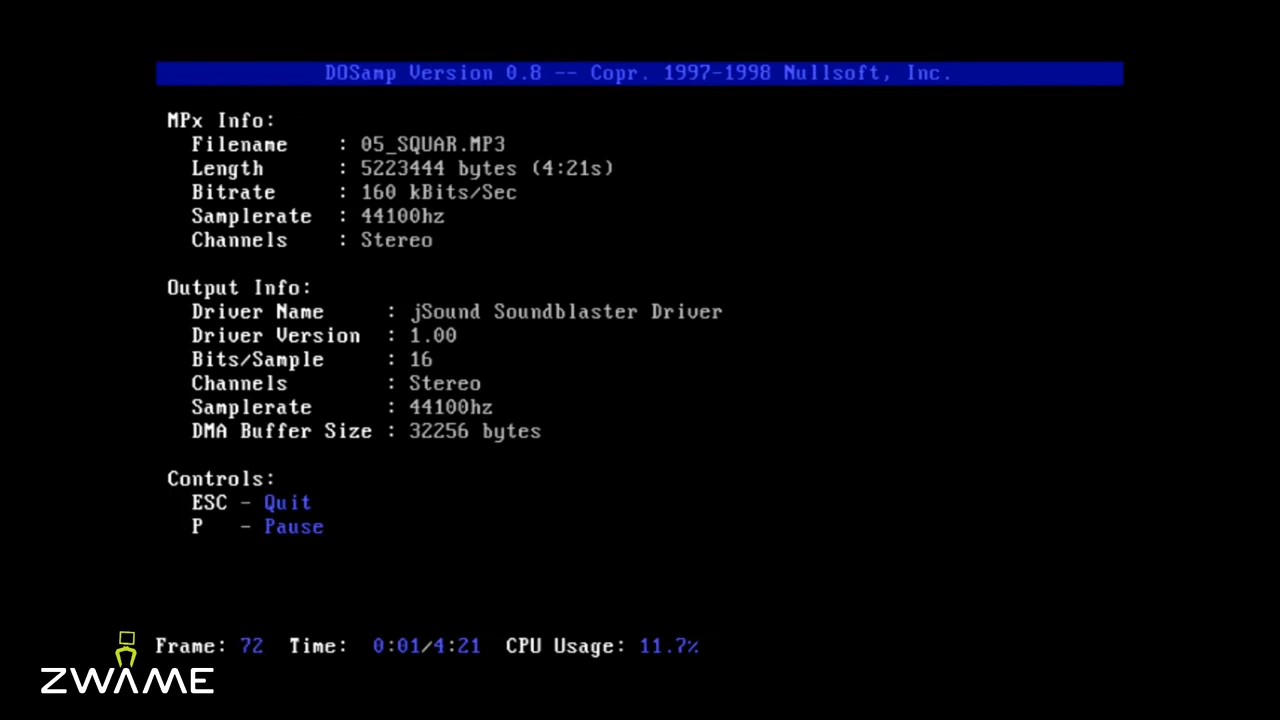 DOSamp Version 0.8 -- Copr. 1997-1998 Nullsoft, Inc.
MPx Info:
Filename : 05_SQUAR.MP3
Length : 5223444 bytes (4:21s)
Bitrate : 160 kBits/Sec
Samplerate : 44100hz
Channels : Stereo
Output Info:
Driver Name : jSound Soundblaster Driver
Driver Version : 1.00
Bits/Sample : 16
Channels : Stereo
Samplerate : 44100hz
DMA Buffer Size : 32256 bytes
Controls:
ESC - Quit
P - Pause
Frame: 72 Time: 0:01/4:21 CPU Usage: 11.7%
ZWAME